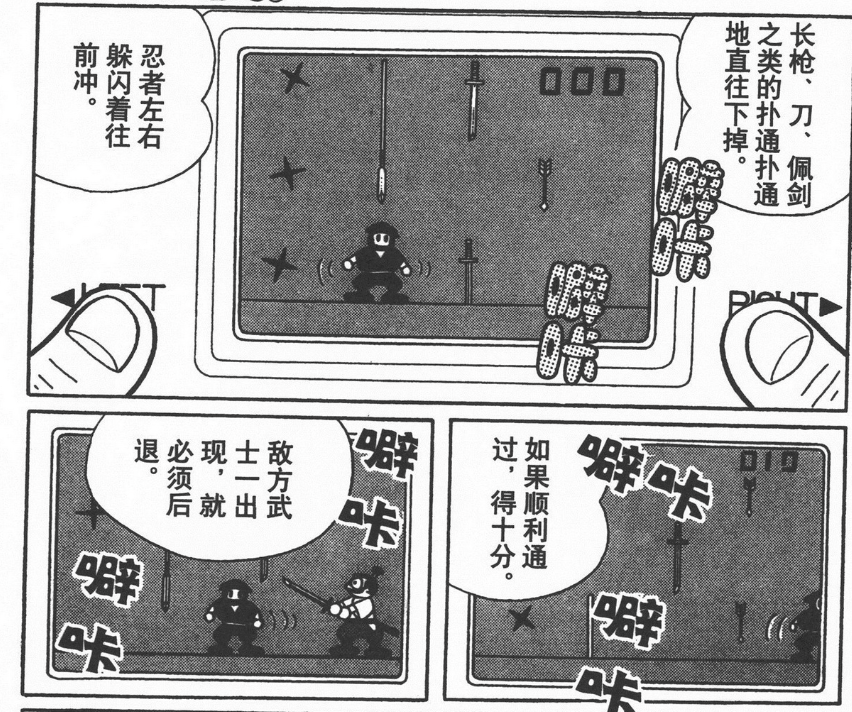 长枪、刀、佩剑
之类的扑通扑通
地直往下掉。
忍者左右
躲闪着往
前冲。
000
噼
咔
噼
咔
LEFT
RIGHT
如果顺利通
过，得十分。
010
噼
咔
噼
咔
敌方武
士一出
现，就
必须后
退。
噼
咔
噼
咔